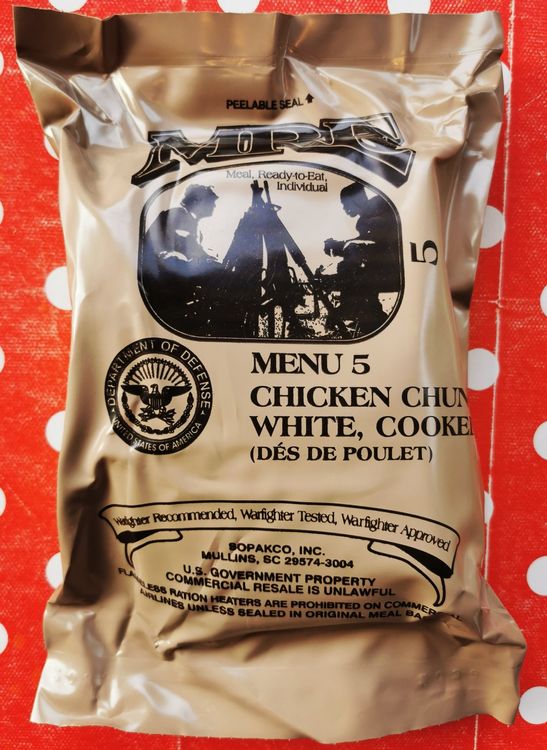 PEELABLE SEAL
MRE
Meal, Ready-to-Eat,
Individual
5
DEPARTMENT OF DEFENSE
UNITED STATES OF AMERICA
MENU 5
CHICKEN CHUN
WHITE, COOKE
(DÉS DE POULET)
Warfighter Recommended, Warfighter Tested, Warfighter Approved
SOPAKCO, INC.
MULLINS, SC 29574-3004
U.S. GOVERNMENT PROPERTY
COMMERCIAL RESALE IS UNLAWFUL
FLAMELESS RATION HEATERS ARE PROHIBITED ON COMMERCIAL
AIRLINES UNLESS SEALED IN ORIGINAL MEAL BAG